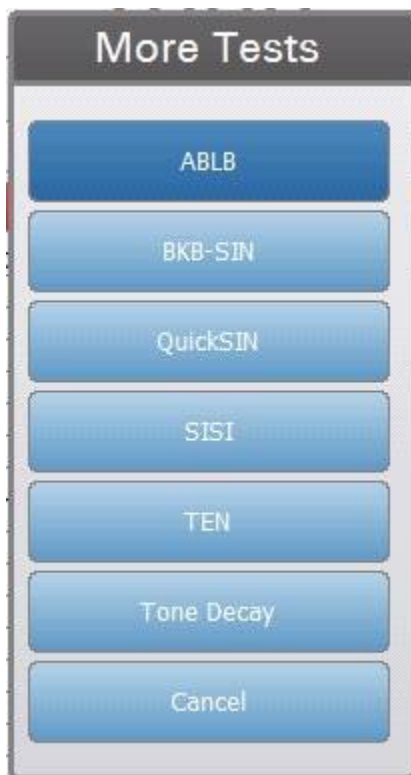 More Tests
ABLB
BKB-SIN
QuickSIN
SISI
TEN
Tone Decay
Cancel